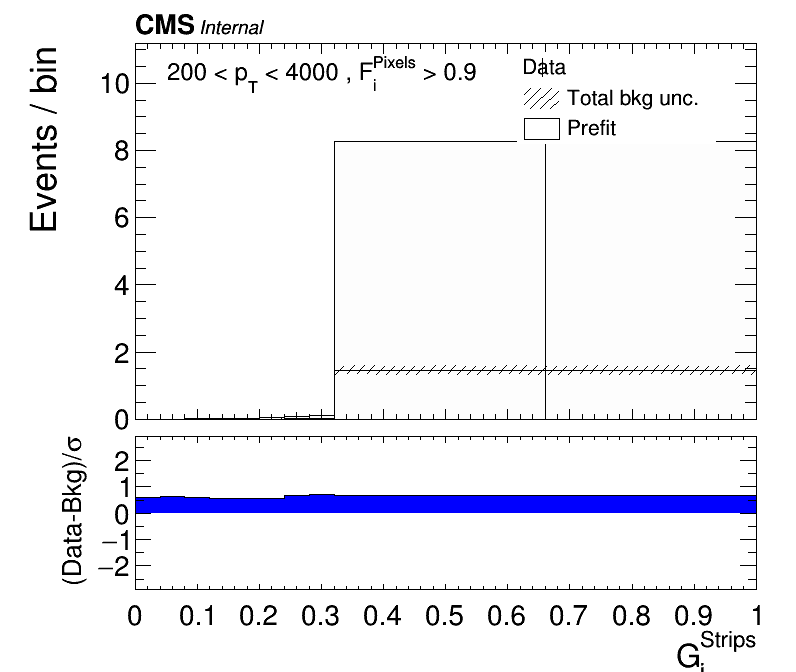 CMS Internal
200 < p_T < 4000 , F_i^Pixels > 0.9
Data
Total bkg unc.
Prefit
Events / bin
10
8
6
4
2
0
(Data-Bkg)/σ
2
1
0
−1
−2
0 0.1 0.2 0.3 0.4 0.5 0.6 0.7 0.8 0.9 1
G_i^Strips